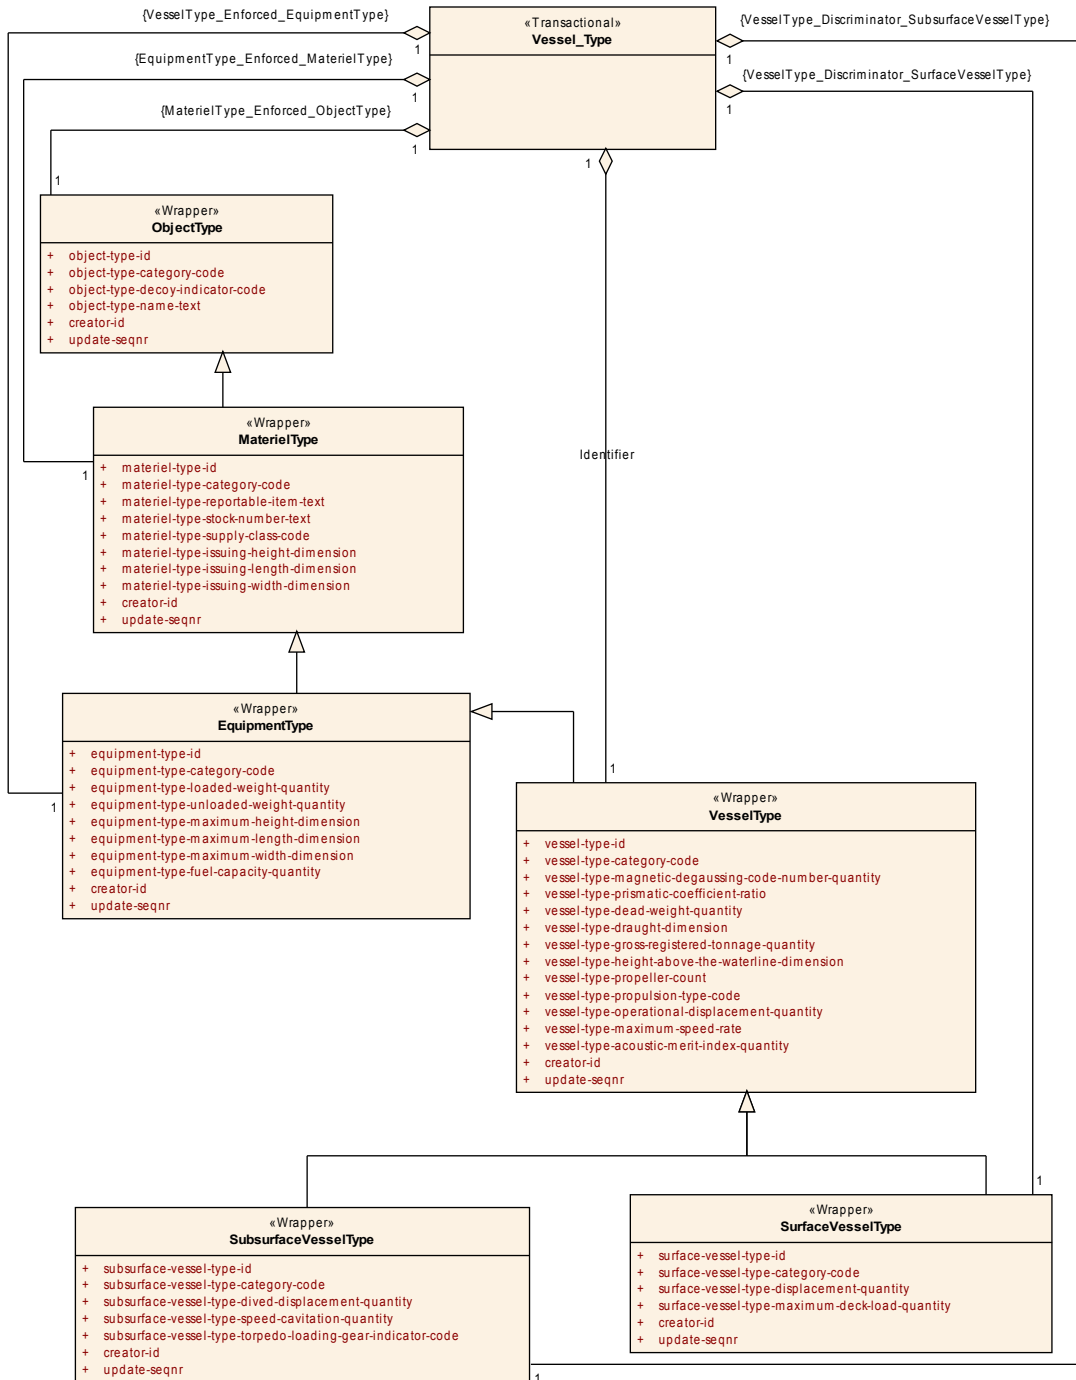 {VesselType_Enforced_EquipmentType}
1
{EquipmentType_Enforced_MaterielType}
1
{MaterielType_Enforced_ObjectType}
1
«Transactional»
Vessel_Type
{VesselType_Discriminator_SubsurfaceVesselType}
1
{VesselType_Discriminator_SurfaceVesselType}
1
1
1
«Wrapper»
ObjectType
+ object-type-id
+ object-type-category-code
+ object-type-decoy-indicator-code
+ object-type-name-text
+ creator-id
+ update-seqnr
«Wrapper»
MaterielType
+ materiel-type-id
+ materiel-type-category-code
+ materiel-type-reportable-item-text
+ materiel-type-stock-number-text
+ materiel-type-supply-class-code
+ materiel-type-issuing-height-dimension
+ materiel-type-issuing-length-dimension
+ materiel-type-issuing-width-dimension
+ creator-id
+ update-seqnr
1
Identifier
«Wrapper»
EquipmentType
+ equipment-type-id
+ equipment-type-category-code
+ equipment-type-loaded-weight-quantity
+ equipment-type-unloaded-weight-quantity
+ equipment-type-maximum-height-dimension
+ equipment-type-maximum-length-dimension
+ equipment-type-maximum-width-dimension
+ equipment-type-fuel-capacity-quantity
+ creator-id
+ update-seqnr
1
1
«Wrapper»
VesselType
+ vessel-type-id
+ vessel-type-category-code
+ vessel-type-magnetic-degaussing-code-number-quantity
+ vessel-type-prismatic-coefficient-ratio
+ vessel-type-dead-weight-quantity
+ vessel-type-draught-dimension
+ vessel-type-gross-registered-tonnage-quantity
+ vessel-type-height-above-the-waterline-dimension
+ vessel-type-propeller-count
+ vessel-type-propulsion-type-code
+ vessel-type-operational-displacement-quantity
+ vessel-type-maximum-speed-rate
+ vessel-type-acoustic-merit-index-quantity
+ creator-id
+ update-seqnr
1
«Wrapper»
SubsurfaceVesselType
+ subsurface-vessel-type-id
+ subsurface-vessel-type-category-code
+ subsurface-vessel-type-dived-displacement-quantity
+ subsurface-vessel-type-speed-cavitation-quantity
+ subsurface-vessel-type-torpedo-loading-gear-indicator-code
+ creator-id
+ update-seqnr
«Wrapper»
SurfaceVesselType
+ surface-vessel-type-id
+ surface-vessel-type-category-code
+ surface-vessel-type-displacement-quantity
+ surface-vessel-type-maximum-deck-load-quantity
+ creator-id
+ update-seqnr
1